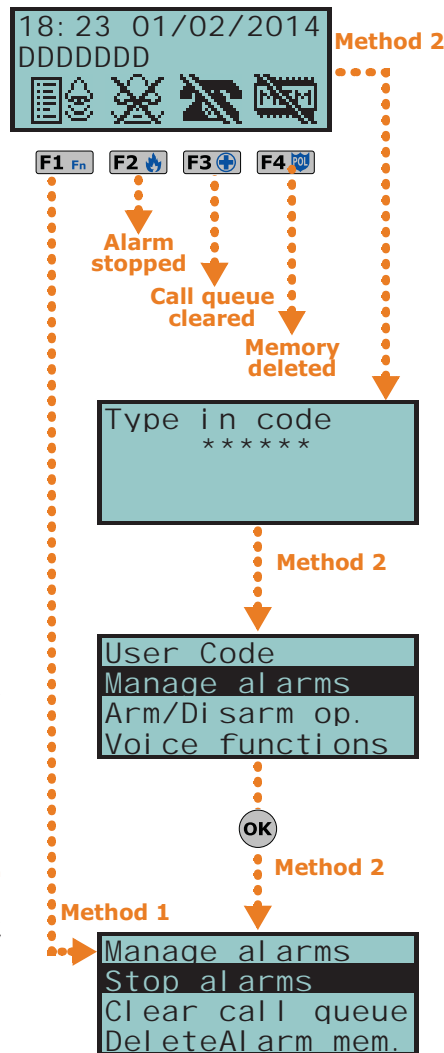 18:23 01/02/2014
DDDDDDD
Method 2
MEM
F1 Fn
F2
F3
F4 POL
Alarm
stopped
Call queue
cleared
Memory
deleted
Type in code
******
Method 2
User Code
Manage alarms
Arm/Disarm op.
Voice functions
OK
Method 2
Method 1
Manage alarms
Stop alarms
Clear call queue
DeleteAlarm mem.